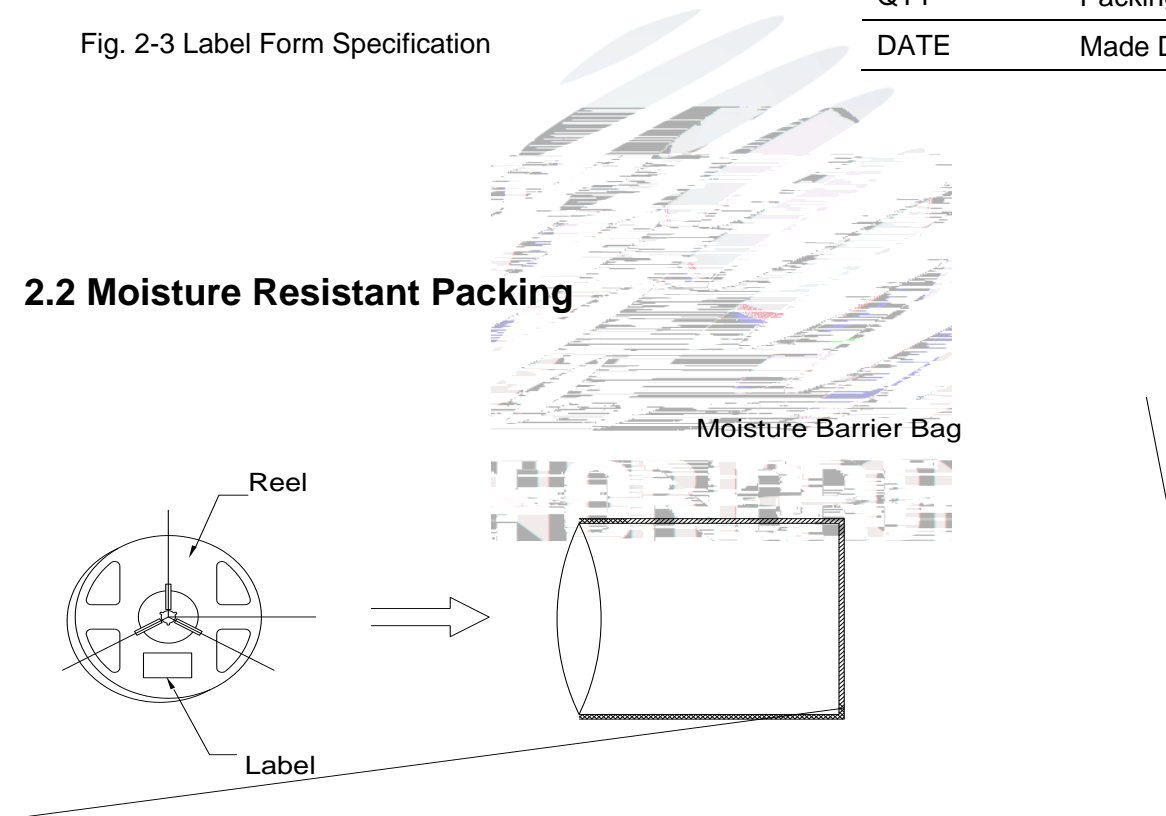 Fig. 2-3 Label Form Specification
DATE
2.2 Moisture Resistant Packing
Moisture Barrier Bag
Reel
Label